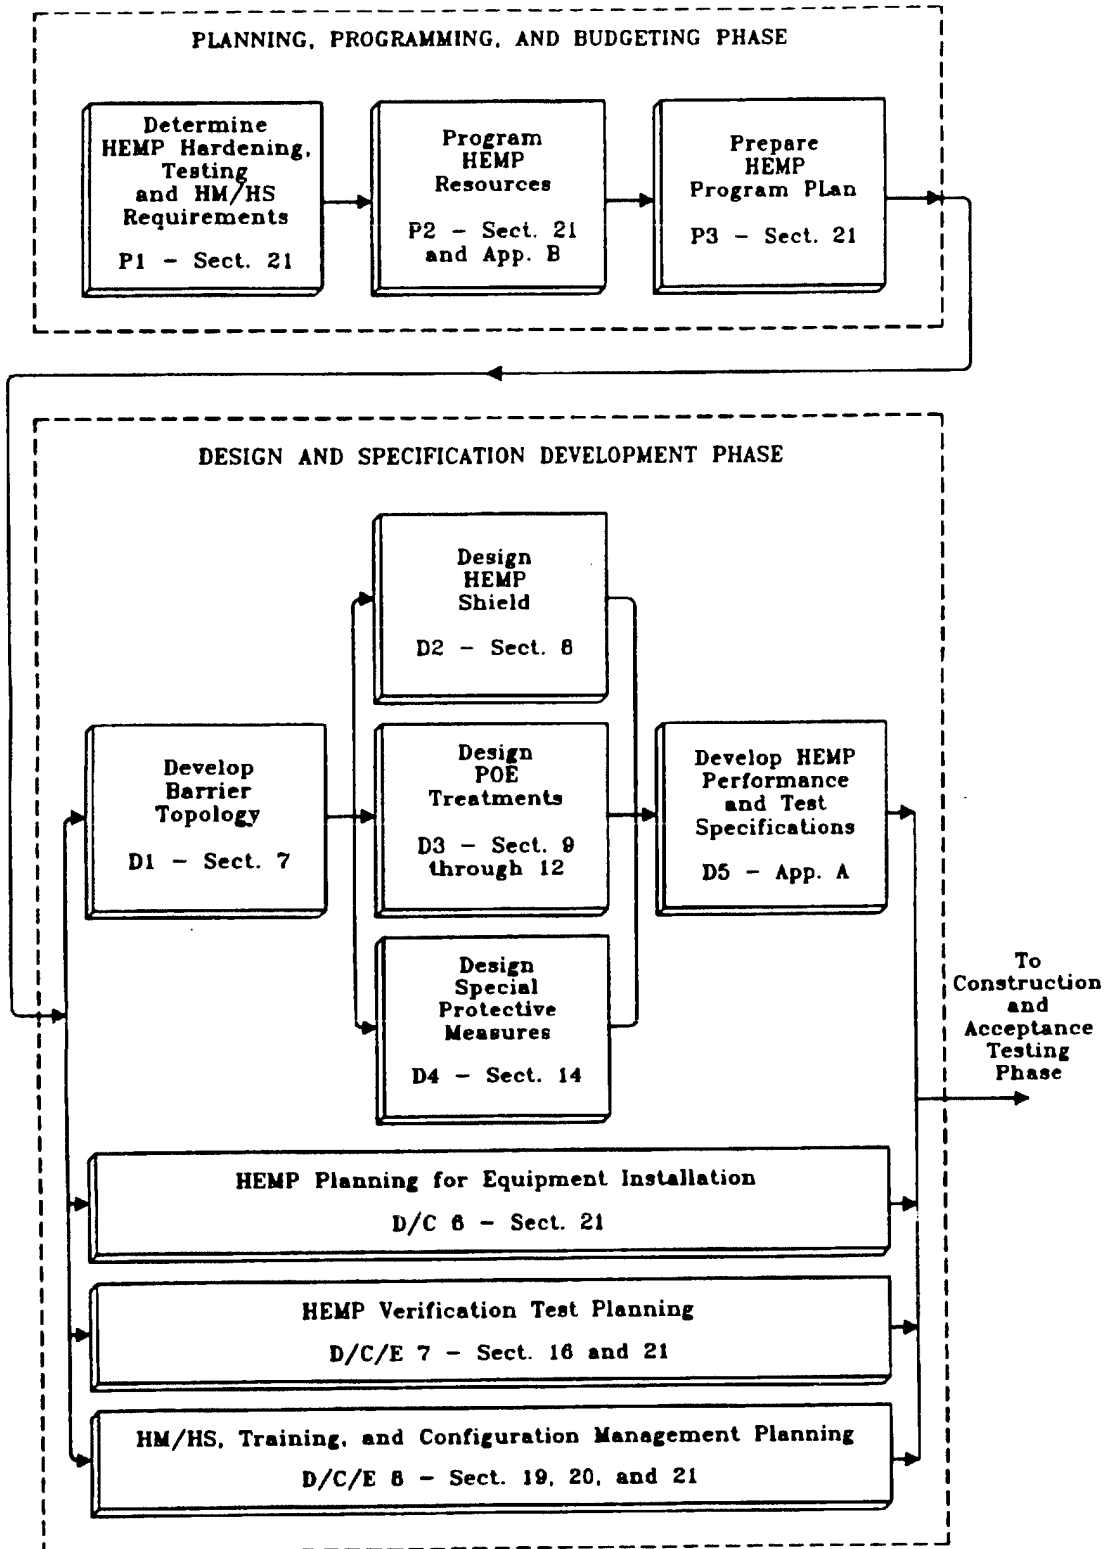 PLANNING, PROGRAMMING, AND BUDGETING PHASE
Determine
HEMP Hardening,
Testing
and HM/HS
Requirements
P1 – Sect. 21
Program
HEMP
Resources
P2 – Sect. 21
and App. B
Prepare
HEMP
Program PLan
P3 – Sect. 21
DESIGN AND SPECIFICATION DEVELOPMENT PHASE
Develop
Barrier
Topology
D1 – Sect. 7
Design
HEMP
Shield
D2 – Sect. 8
Design
POE
Treatments
D3 – Sect. 9
through 12
Design
Special
Protective
Measures
D4 – Sect. 14
Develop HEMP
Performance
and Test
Specifications
D5 – App. A
To
Construction
and
Acceptance
Testing
Phase
HEMP Planning for Equipment Installation
D/C 6 – Sect. 21
HEMP Verification Test Planning
D/C/E 7 – Sect. 16 and 21
HM/HS, Training, and Configuration Management Planning
D/C/E 8 – Sect. 19, 20, and 21